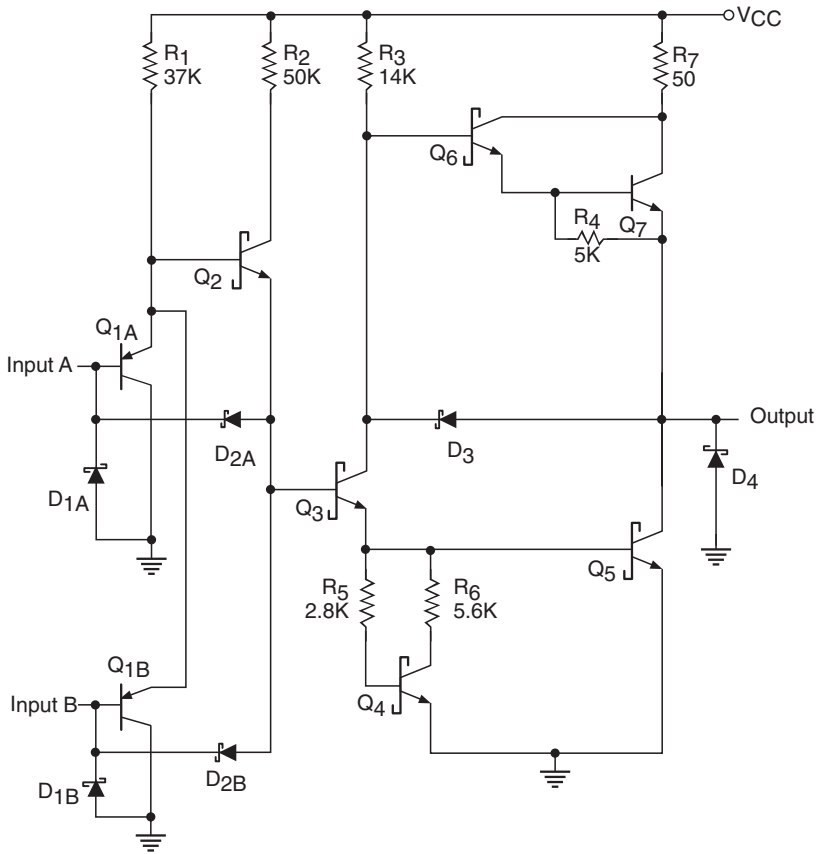 VCC
R1
37K
R2
50K
R3
14K
R7
50
Q6
R4
5K
Q7
Q2
Q1A
Input A
D2A
D3
Output
D1A
Q3
D4
R5
2.8K
R6
5.6K
Q5
Q1B
Input B
Q4
D2B
D1B